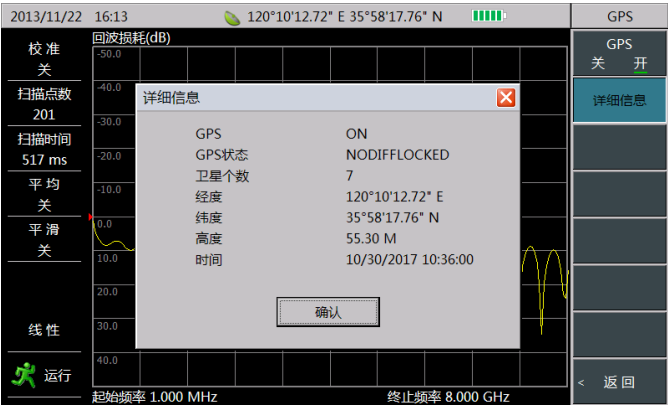 2013/11/22 16:13 120°10'12.72" E 35°58'17.76" N GPS
校 准
关
扫描点数
201
扫描时间
517 ms
平 均
关
平 滑
关
线 性
运行
回波损耗(dB)
-50.0
-40.0
-30.0
-20.0
-10.0
0.0
10.0
20.0
30.0
40.0
起始频率 1.000 MHz 终止频率 8.000 GHz
详细信息
GPS ON
GPS状态 NODIFFLOCKED
卫星个数 7
经度 120°10'12.72" E
纬度 35°58'17.76" N
高度 55.30 M
时间 10/30/2017 10:36:00
确认
GPS
关 开
详细信息
< 返 回